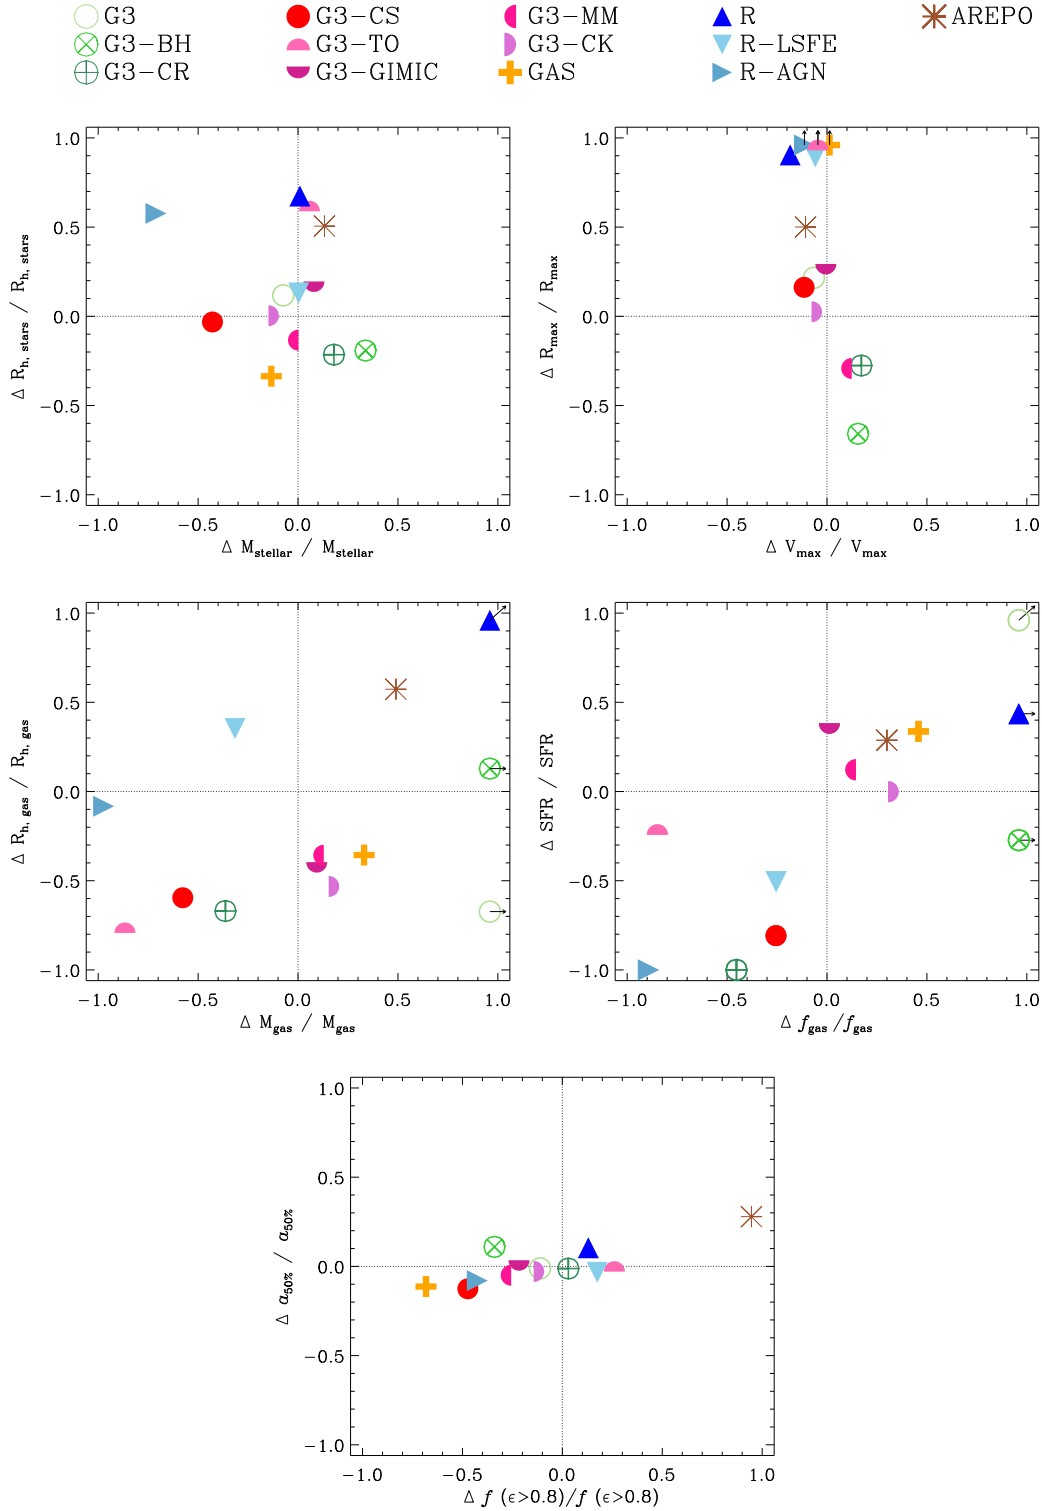 G3 G3-CS G3-MM R AREPO
G3-BH G3-TO G3-CK R-LSFE
G3-CR G3-GIMIC GAS R-AGN
1.0
0.5
0.0
-0.5
-1.0
-1.0 -0.5 0.0 0.5 1.0
Δ R_h, stars / R_h, stars
Δ M_stellar / M_stellar
1.0
0.5
0.0
-0.5
-1.0
-1.0 -0.5 0.0 0.5 1.0
Δ R_max / R_max
Δ V_max / V_max
1.0
0.5
0.0
-0.5
-1.0
-1.0 -0.5 0.0 0.5 1.0
Δ R_h, gas / R_h, gas
Δ M_gas / M_gas
1.0
0.5
0.0
-0.5
-1.0
-1.0 -0.5 0.0 0.5 1.0
Δ SFR / SFR
Δ f_gas/f_gas
1.0
0.5
0.0
-0.5
-1.0
-1.0 -0.5 0.0 0.5 1.0
Δ a_50% / a_50%
Δ f (ϵ>0.8)/f (ϵ>0.8)